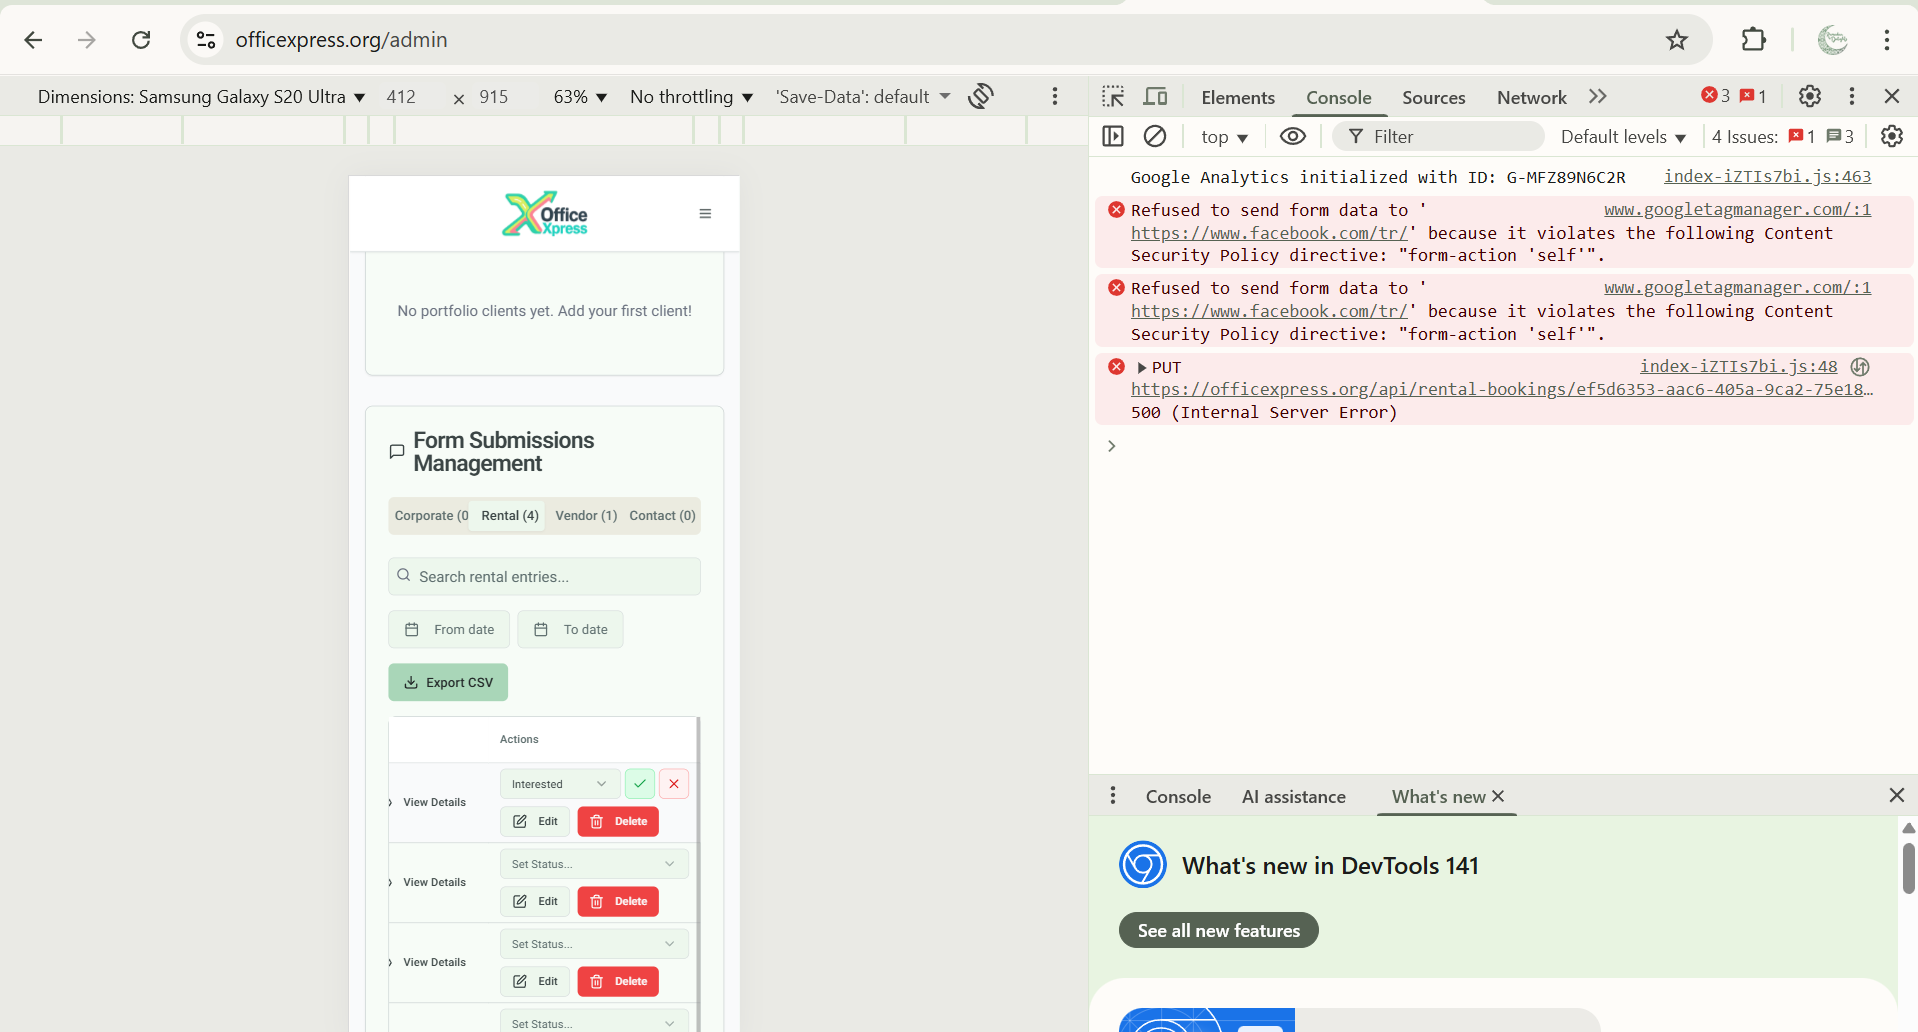 officexpress.org/admin
Dimensions: Samsung Galaxy S20 Ultra ▼ 412 × 915 63% ▼ No throttling ▼ 'Save-Data': default ▼
Office
Xpress
No portfolio clients yet. Add your first client!
Form Submissions
Management
Corporate (0 Rental (4) Vendor (1) Contact (0)
Search rental entries...
From date To date
Export CSV
Actions
View Details Interested
Edit Delete
View Details Set Status...
Edit Delete
View Details Set Status...
Edit Delete
Set Status...
Elements Console Sources Network 3 1
top ▼ Filter Default levels ▼ 4 Issues: 1 3
Google Analytics initialized with ID: G-MFZ89N6C2R index-iZTIs7bi.js:463
Refused to send form data to ' www.googletagmanager.com/:1
https://www.facebook.com/tr/' because it violates the following Content
Security Policy directive: "form-action 'self'".
Refused to send form data to ' www.googletagmanager.com/:1
https://www.facebook.com/tr/' because it violates the following Content
Security Policy directive: "form-action 'self'".
PUT index-iZTIs7bi.js:48
https://officexpress.org/api/rental-bookings/ef5d6353-aac6-405a-9ca2-75e18…
500 (Internal Server Error)
Console AI assistance What's new
What's new in DevTools 141
See all new features